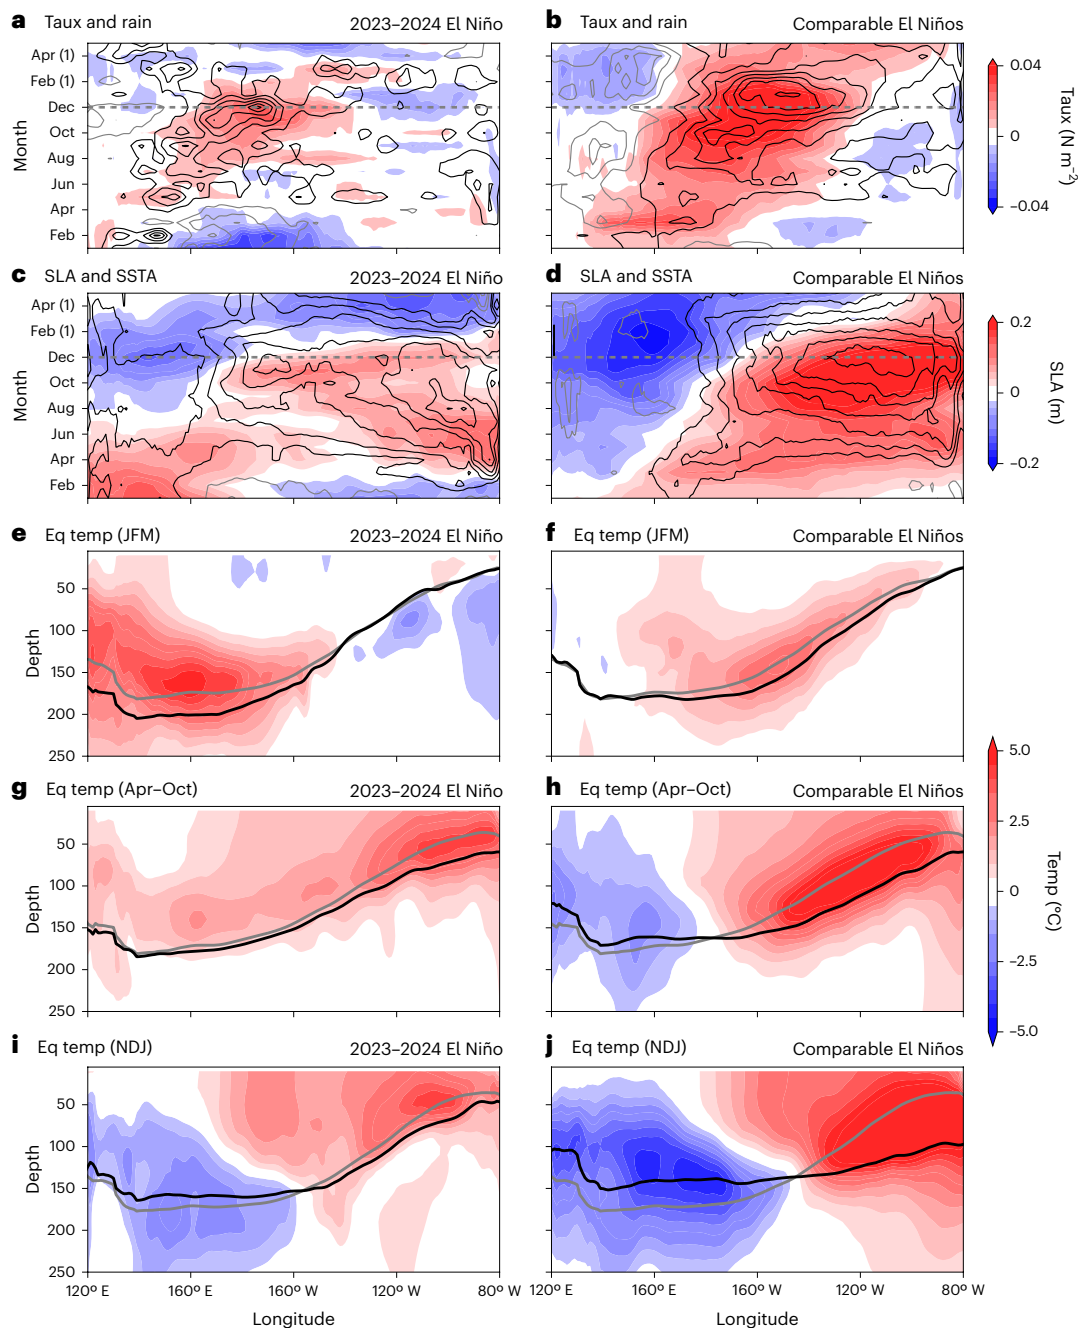 a Taux and rain 2023–2024 El Niño
b Taux and rain Comparable El Niños
Apr (1)
Feb (1)
Dec
Oct
Aug
Jun
Apr
Feb
Month
0.04
0
−0.04
Taux (N m−2)
c SLA and SSTA 2023–2024 El Niño
d SLA and SSTA Comparable El Niños
Apr (1)
Feb (1)
Dec
Oct
Aug
Jun
Apr
Feb
Month
0.2
0
−0.2
SLA (m)
e Eq temp (JFM) 2023–2024 El Niño
f Eq temp (JFM) Comparable El Niños
50
100
150
200
250
Depth
g Eq temp (Apr–Oct) 2023–2024 El Niño
h Eq temp (Apr–Oct) Comparable El Niños
50
100
150
200
250
Depth
5.0
2.5
0
−2.5
−5.0
Temp (°C)
i Eq temp (NDJ) 2023–2024 El Niño
j Eq temp (NDJ) Comparable El Niños
50
100
150
200
250
Depth
120° E 160° E 160° W 120° W 80° W
120° E 160° E 160° W 120° W 80° W
Longitude
Longitude